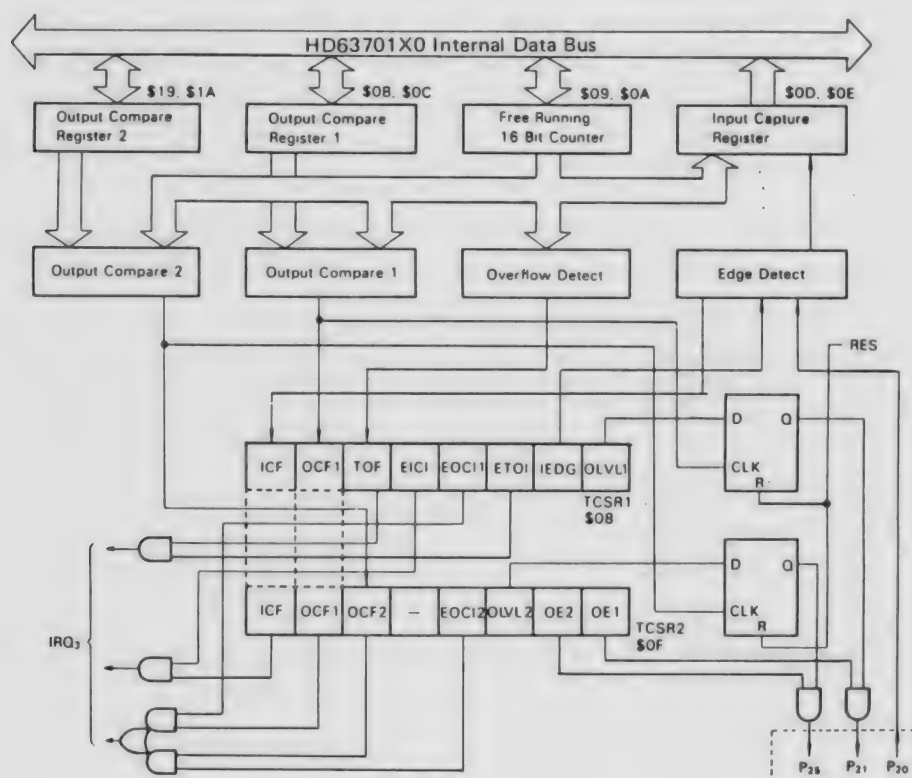 HD63701X0 Internal Data Bus
$19, $1A
$0B, $0C
$09, $0A
$0D, $0E
Output Compare
Register 2
Output Compare
Register 1
Free Running
16 Bit Counter
Input Capture
Register
Output Compare 2
Output Compare 1
Overflow Detect
Edge Detect
RES
D Q
CLK
R
ICF OCF1 TOF EICI EOCI1 ETOI IEDG OLVL1
TCSR1
$08
D Q
CLK
R
ICF OCF1 OCF2 – EOCI2 OLVL2 OE2 OE1
TCSR2
$0F
IRQ₃
P₂₅ P₂₁ P₂₀